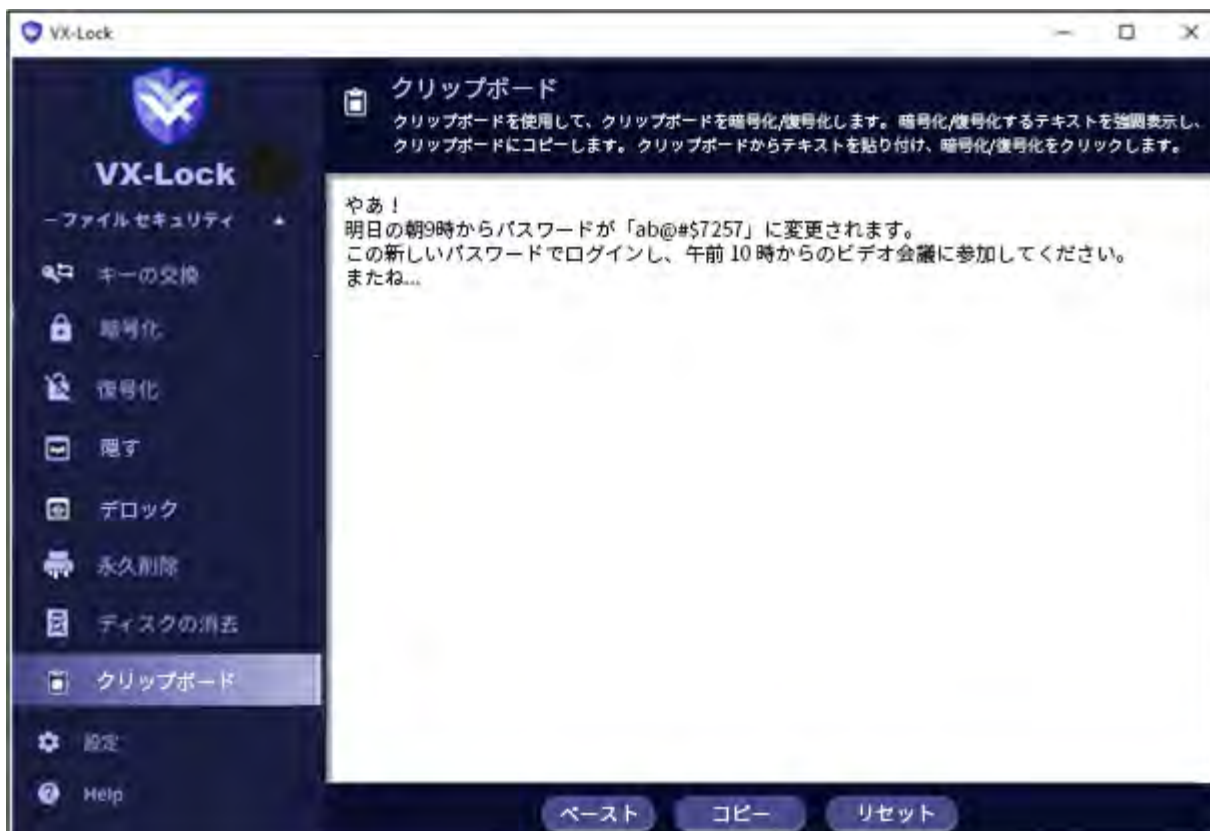 VX-Lock
VX-Lock
ーファイルセキュリティ
キーの交換
暗号化
復号化
隠す
デロック
永久削除
ディスクの消去
クリップボード
設定
Help
クリップボード
クリップボードを使用して、クリップボードを暗号化/復号化します。暗号化/復号化するテキストを強調表示し、
クリップボードにコピーします。クリップボードからテキストを貼り付け、暗号化/復号化をクリックします。
やあ！
明日の朝9時からパスワードが「ab@#$7257」に変更されます。
この新しいパスワードでログインし、午前 10 時からのビデオ会議に参加してください。
またね...
ペースト
コピー
リセット